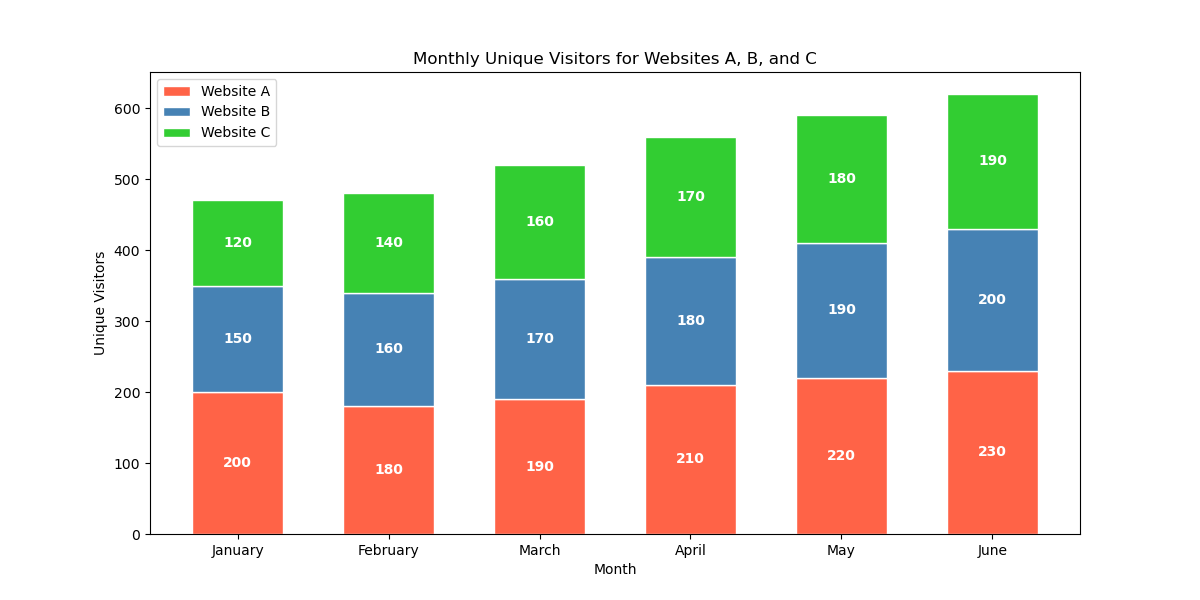 Monthly Unique Visitors for Websites A, B, and C
Website A
Website B
Website C
Unique Visitors
600
500
400
300
200
100
0
120
140
160
170
180
190
150
160
170
180
190
200
200
180
190
210
220
230
January
February
March
April
May
June
Month